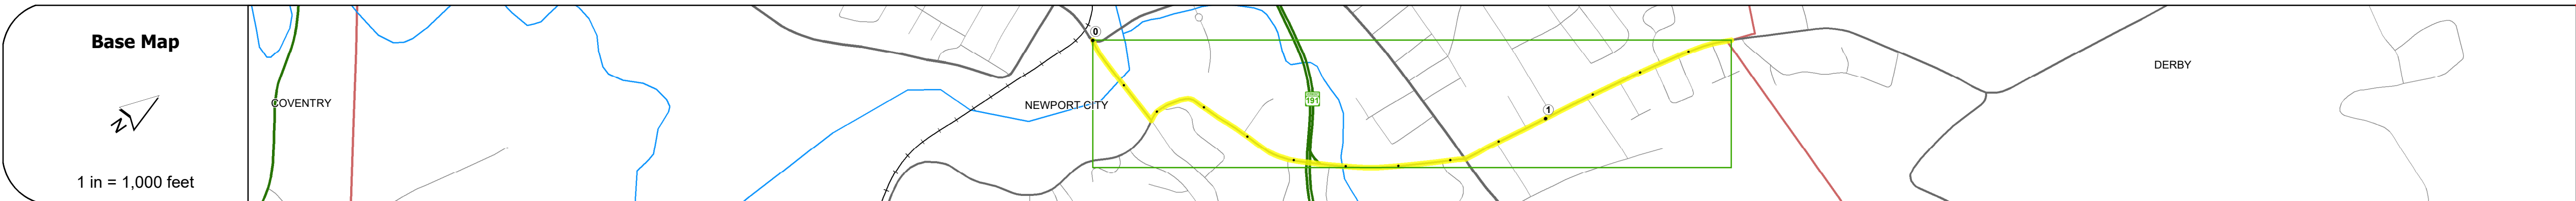 Base Map
N
1 in = 1,000 feet
COVENTRY
NEWPORT CITY
0
191
1
DERBY